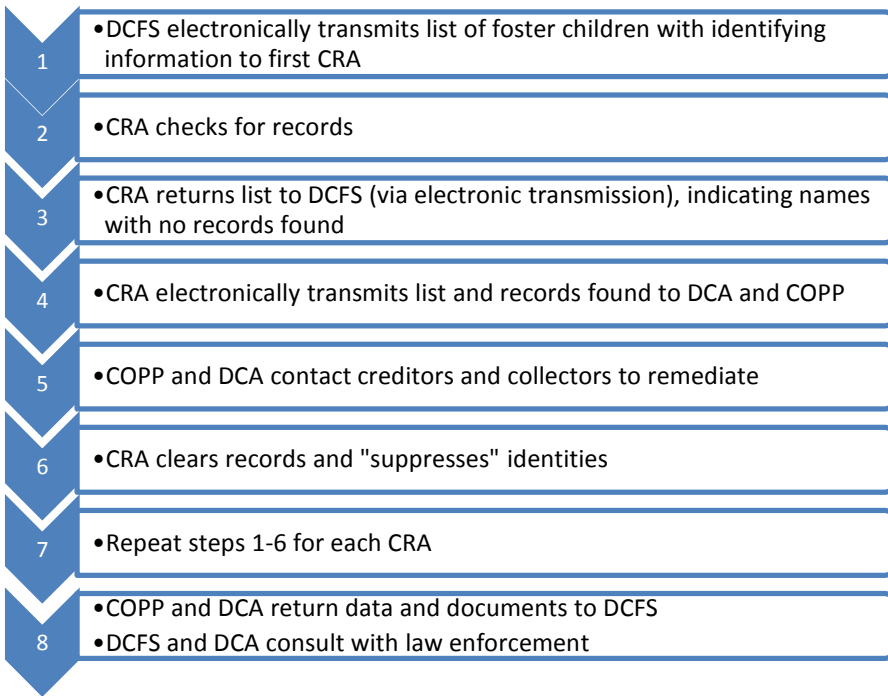 1
•DCFS electronically transmits list of foster children with identifying
information to first CRA
2
•CRA checks for records
3
•CRA returns list to DCFS (via electronic transmission), indicating names
with no records found
4
•CRA electronically transmits list and records found to DCA and COPP
5
•COPP and DCA contact creditors and collectors to remediate
6
•CRA clears records and "suppresses" identities
7
•Repeat steps 1-6 for each CRA
8
•COPP and DCA return data and documents to DCFS
•DCFS and DCA consult with law enforcement